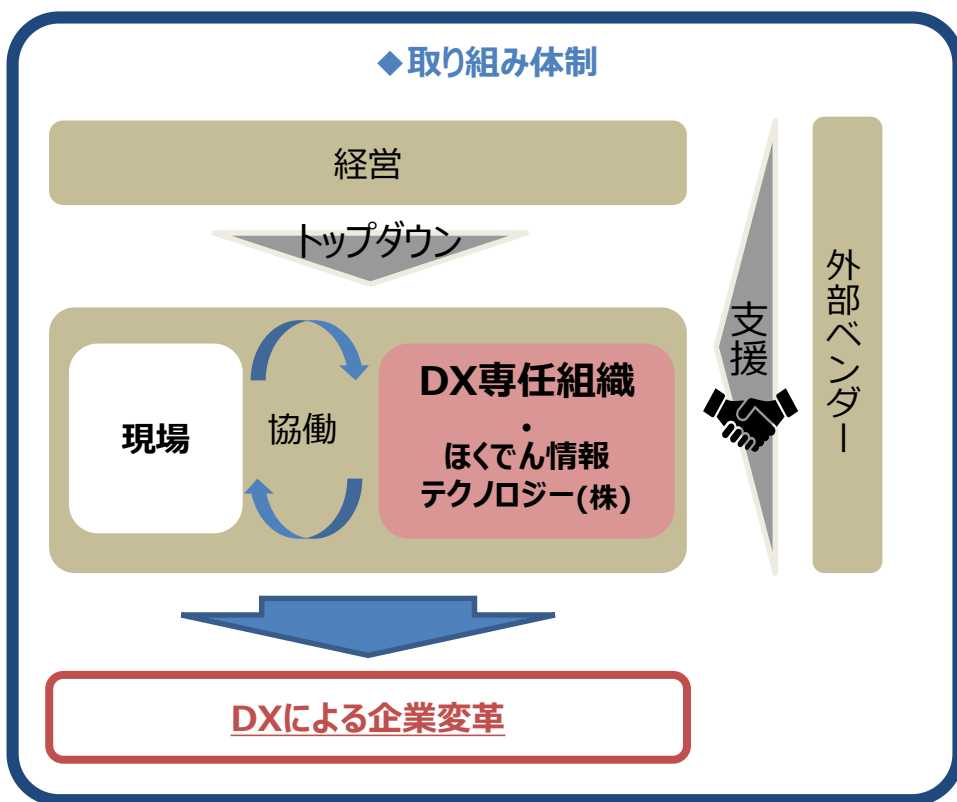 ◆取り組み体制
経営
トップダウン
現場
協働
DX専任組織
・
ほくでん情報
テクノロジー(株)
支援
外部ベンダー
DXによる企業変革